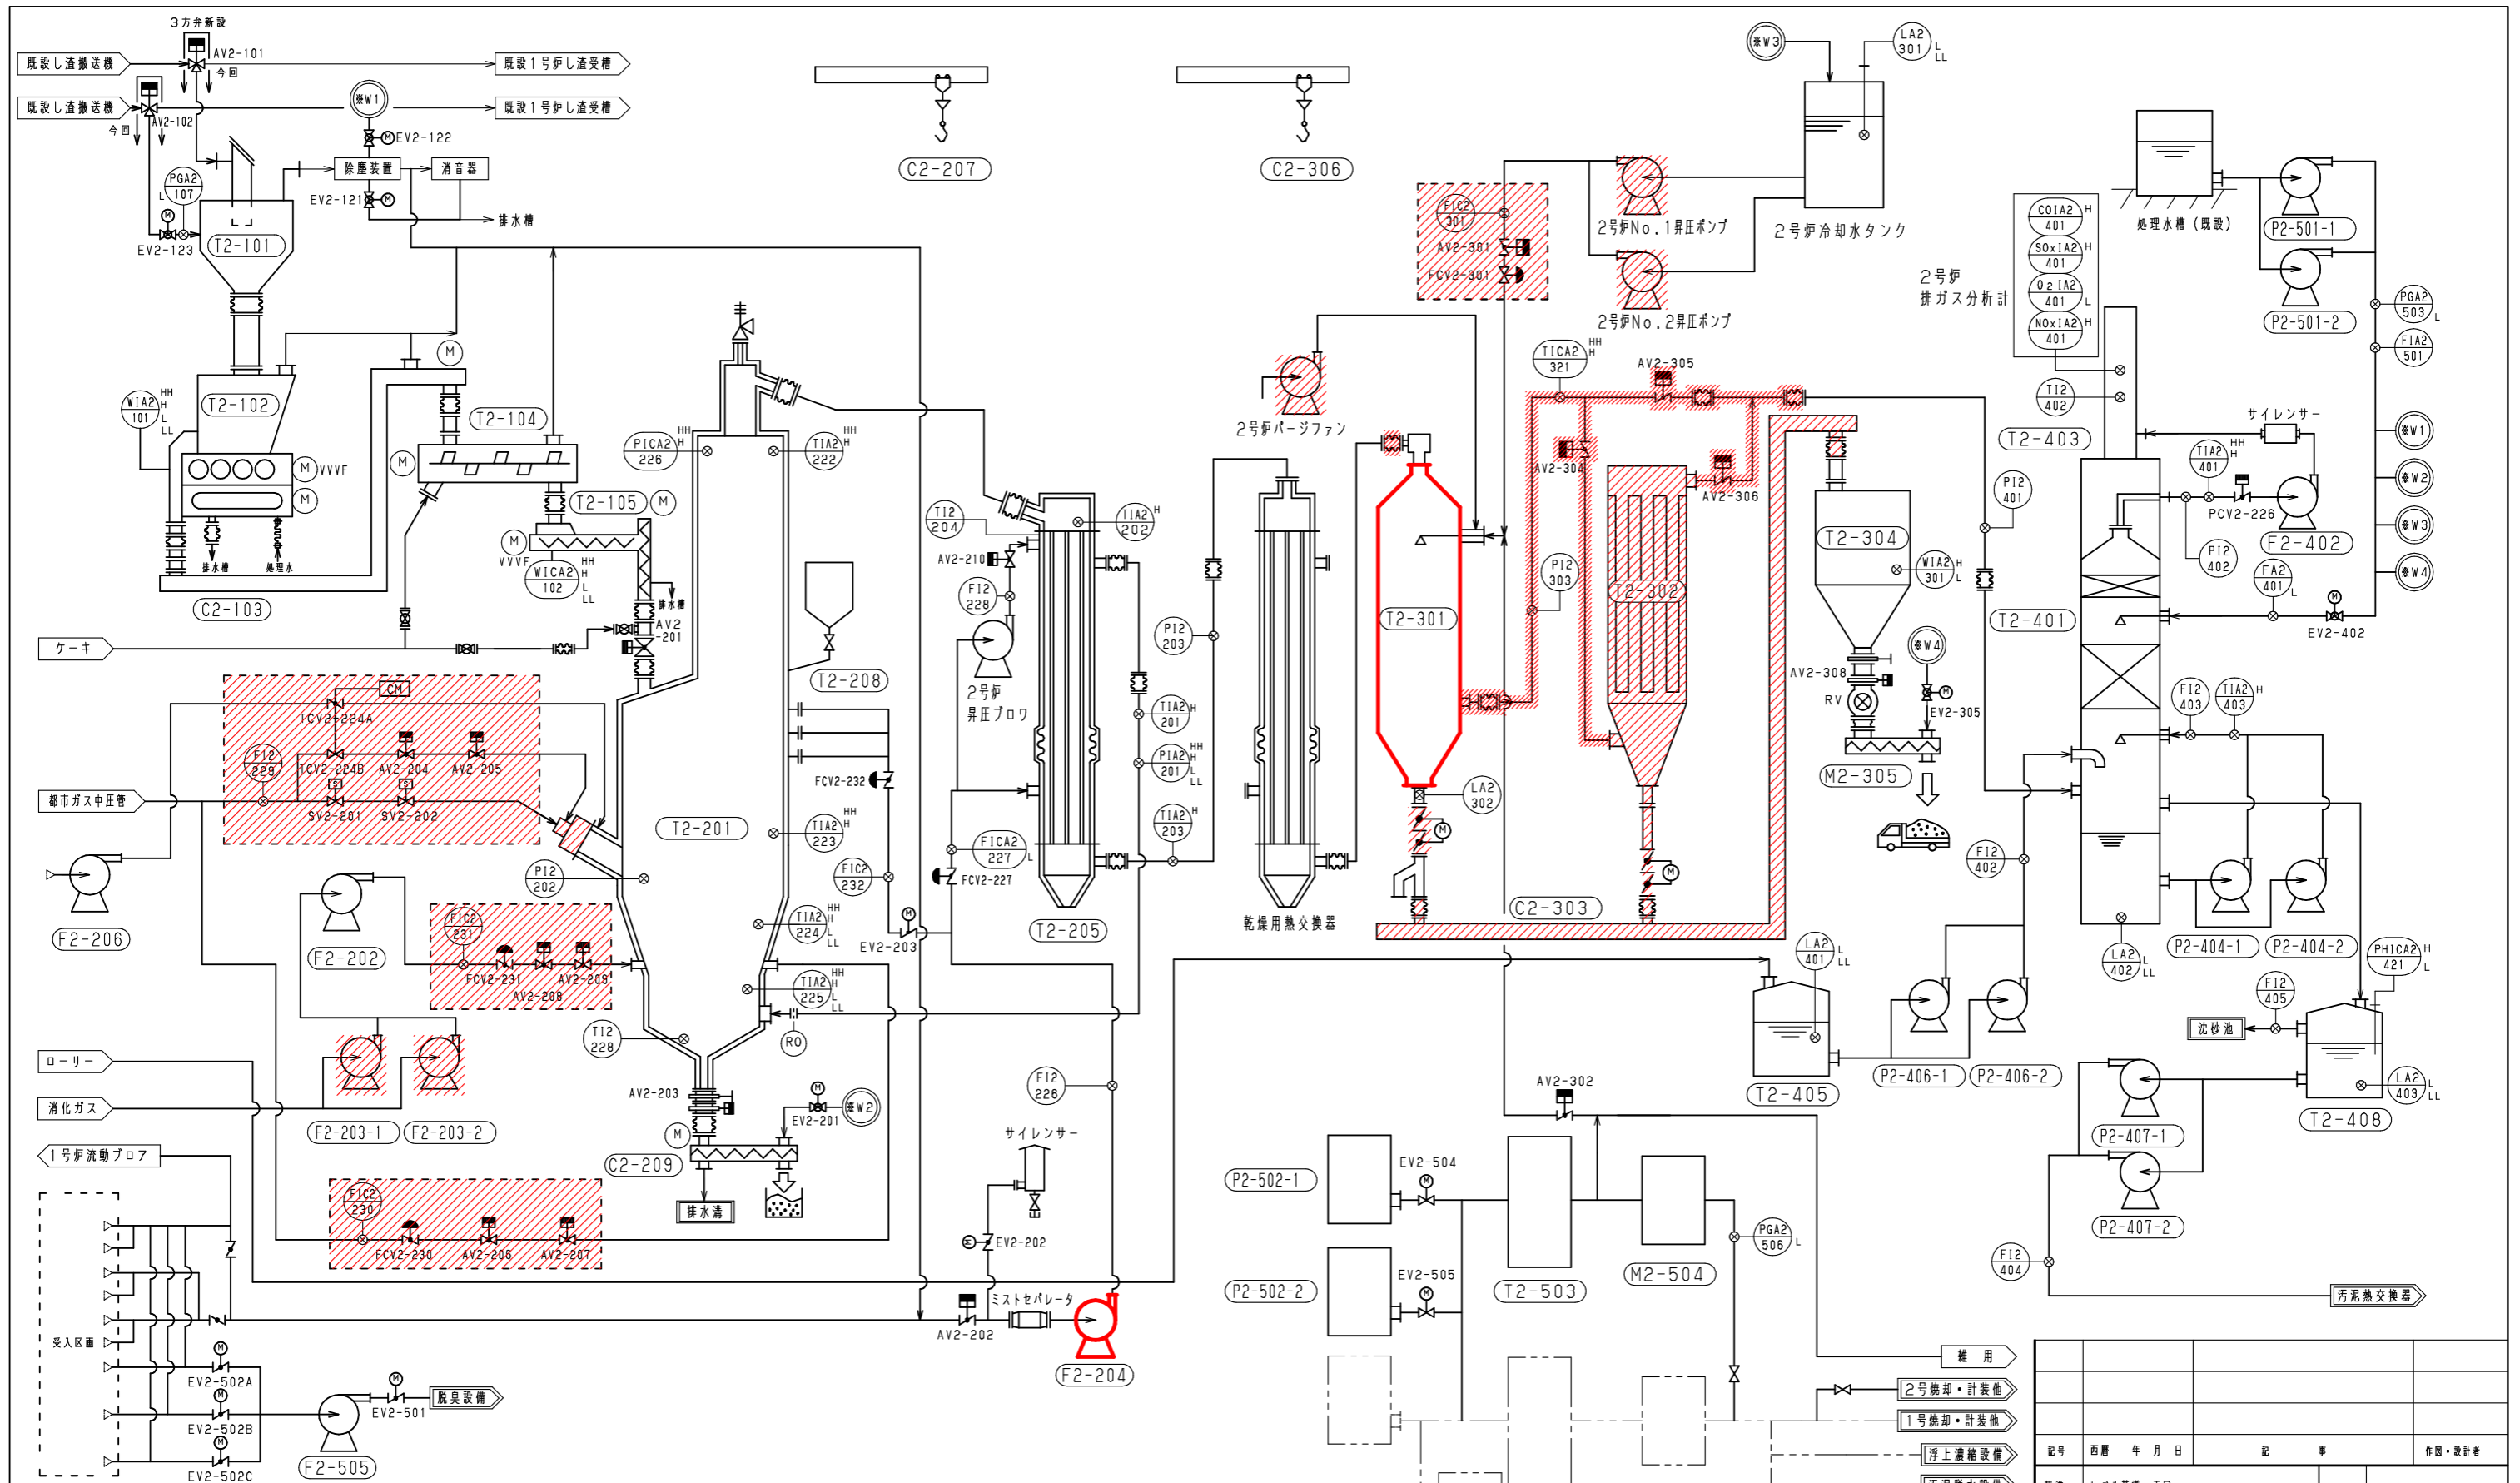 3方弁新設
AV2-101
既設し渣搬送機
今回
既設1号炉し渣受槽
既設し渣搬送機
AV2-102
今回
※W1
既設1号炉し渣受槽
EV2-122
除塵装置
消音器
EV2-121
排水槽
PGA2
107
L
EV2-123
T2-101
C2-207
C2-306
※W3
LA2
301
L
LL
2号炉No.1昇圧ポンプ
2号炉No.2昇圧ポンプ
2号炉冷却水タンク
FIC2
301
AV2-301
FCV2-301
処理水槽(既設)
P2-501-1
P2-501-2
PGA2
503
L
FIA2
501
2号炉
排ガス分析計
COIA2
401
H
SOxIA2
401
H
O2IA2
401
L
NOxIA2
401
H
TI2
402
T2-403
サイレンサー
TIA2
401
HH
H
PCV2-226
F2-402
PI2
402
FA2
401
L
EV2-402
※W1
※W2
※W3
※W4
WIA2
101
HH
H
L
LL
T2-102
M
M
VVVF
M
排水槽
処理水
C2-103
T2-104
M
T2-105
M
M
VVVF
WICA2
102
HH
H
L
LL
排水槽
AV2
-201
ケーキ
PICA2
226
HH
H
TIA2
222
HH
H
TI2
204
TIA2
202
H
AV2-210
FI2
228
2号炉
昇圧ブロワ
T2-208
2号炉パージファン
TICA2
321
HH
H
AV2-305
AV2-304
AV2-306
PI2
303
T2-301
T2-302
T2-304
WIA2
301
H
L
PI2
401
T2-401
AV2-308
RV
※W4
M
EV2-305
M2-305
CM
TCV2-224A
FI2
229
TCV2-224B
AV2-204
AV2-205
SV2-201
SV2-202
都市ガス中圧管
T2-201
FCV2-232
TIA2
223
HH
H
FIC2
232
FICA2
227
L
FCV2-227
PI2
203
TIA2
201
H
PIA2
201
HH
H
L
LL
TIA2
203
H
LA2
302
M
M
C2-303
乾燥用熱交換器
T2-205
FI2
403
TIA2
403
H
FI2
402
P2-404-1
P2-404-2
LA2
402
L
LL
PHICA2
421
H
L
F2-206
F2-202
PI2
202
FIC2
231
FCV2-231
AV2-208
AV2-209
TIA2
224
HH
H
L
LL
EV2-203
TIA2
225
HH
H
L
LL
TI2
228
RO
LA2
401
L
LL
T2-405
P2-406-1
P2-406-2
FI2
405
沈砂池
T2-408
LA2
403
L
LL
ローリー
消化ガス
F2-203-1
F2-203-2
AV2-203
M
EV2-201
※W2
FI2
226
AV2-302
P2-407-1
P2-407-2
FI2
404
汚泥熱交換器
1号炉流動ブロア
C2-209
排水溝
サイレンサー
EV2-202
FIC2
230
FCV2-230
AV2-206
AV2-207
P2-502-1
EV2-504
P2-502-2
EV2-505
T2-503
M2-504
PGA2
506
L
ミストセパレータ
AV2-202
F2-204
受入区画
EV2-502A
EV2-502B
EV2-502C
F2-505
EV2-501
脱臭設備
雑用
2号焼却・計装他
1号焼却・計装他
浮上濃縮設備
記号
西暦 年 月 日
記 事
作図・設計者